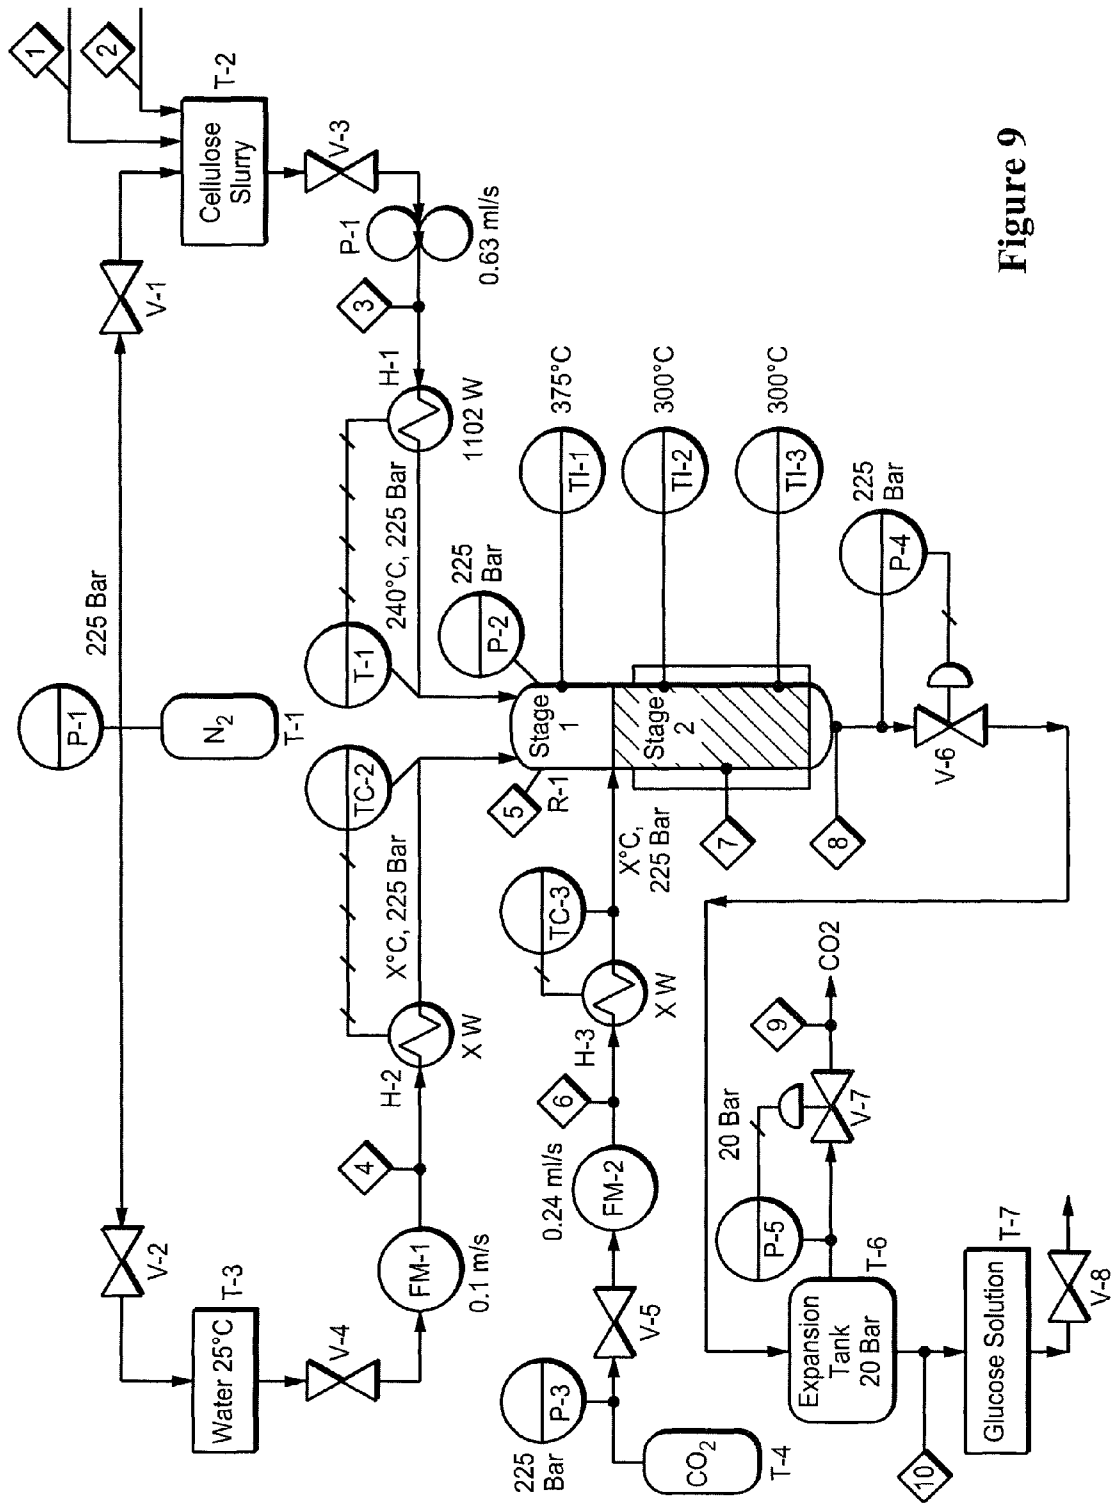 1
2
T-2
Cellulose
Slurry
V-3
P-1
0.63 ml/s
3
V-1
225 Bar
P-1
N2
T-1
V-2
T-3
Water 25°C
V-4
FM-1
0.1 m/s
4
H-2
X W
X°C, 225 Bar
TC-2
T-1
240°C, 225 Bar
H-1
1102 W
P-2
225
Bar
Stage
1
Stage
2
5
R-1
TI-1
375°C
TI-2
300°C
TI-3
300°C
7
8
P-4
225
Bar
V-6
225
Bar
P-3
CO2
T-4
V-5
0.24 ml/s
FM-2
6
H-3
X W
TC-3
X°C,
225 Bar
Expansion
Tank
20 Bar
T-6
P-5
20 Bar
V-7
9
CO2
10
Glucose Solution
T-7
V-8
Figure 9